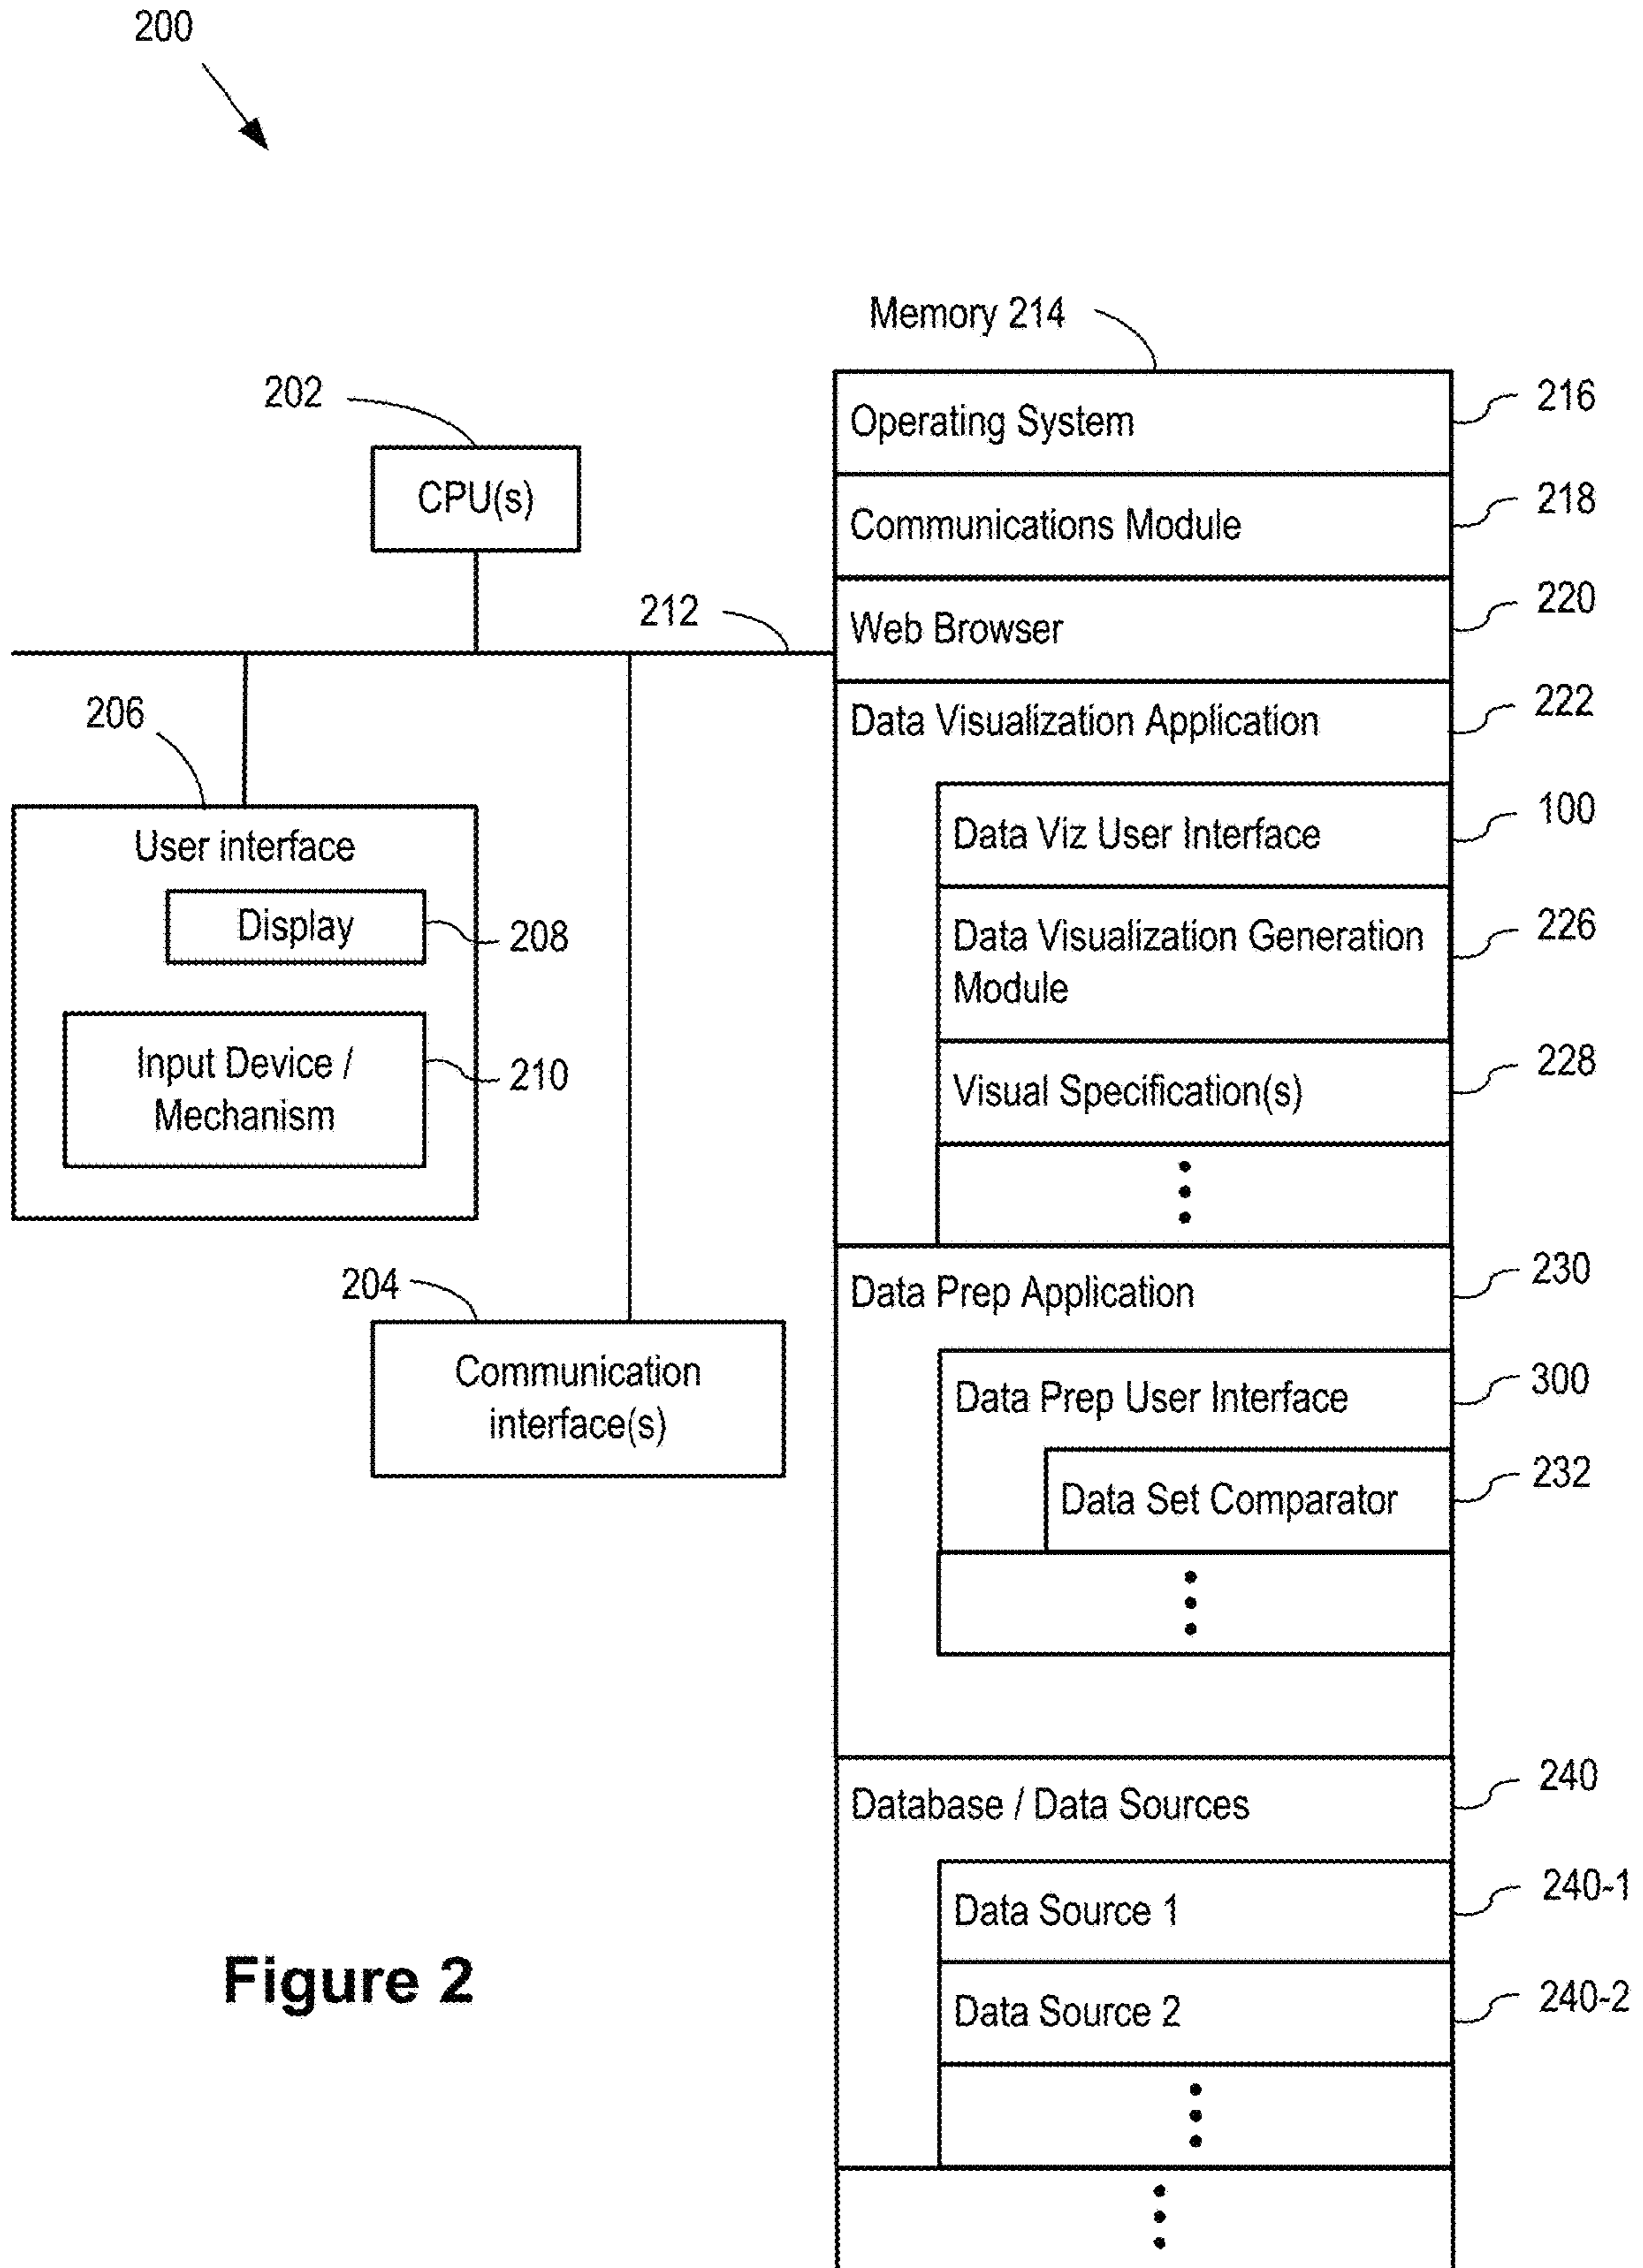 200
Memory 214
202
CPU(s)
212
206
User interface
Display
208
Input Device /
Mechanism
210
204
Communication
interface(s)
Operating System
216
Communications Module
218
Web Browser
220
Data Visualization Application
222
Data Viz User Interface
100
Data Visualization Generation
Module
226
Visual Specification(s)
228
Data Prep Application
230
Data Prep User Interface
300
Data Set Comparator
232
Database / Data Sources
240
Data Source 1
240-1
Data Source 2
240-2
Figure 2